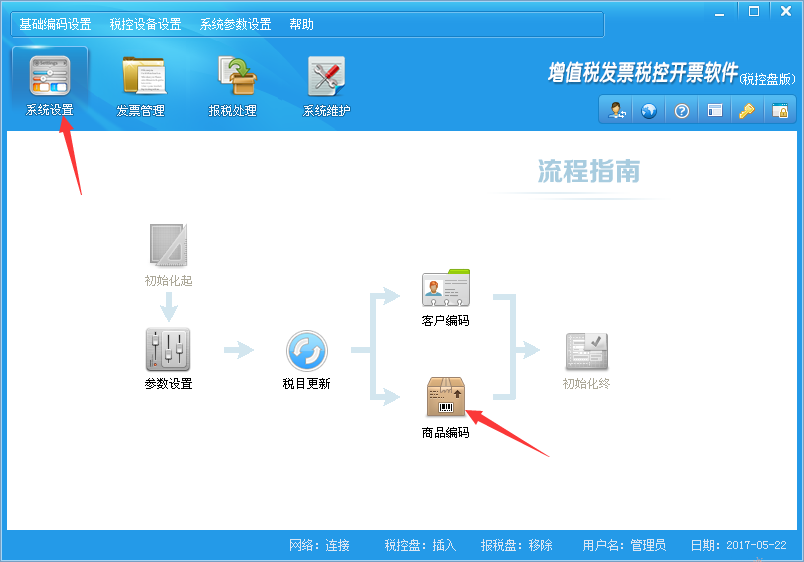 基础编码设置 税控设备设置 系统参数设置 帮助
系统设置 发票管理 报税处理 系统维护
增值税发票税控开票软件(税控盘版)
流程指南
初始化起
客户编码
参数设置 税目更新 初始化终
商品编码
网络：连接 税控盘：插入 报税盘：移除 用户名：管理员 日期：2017-05-22